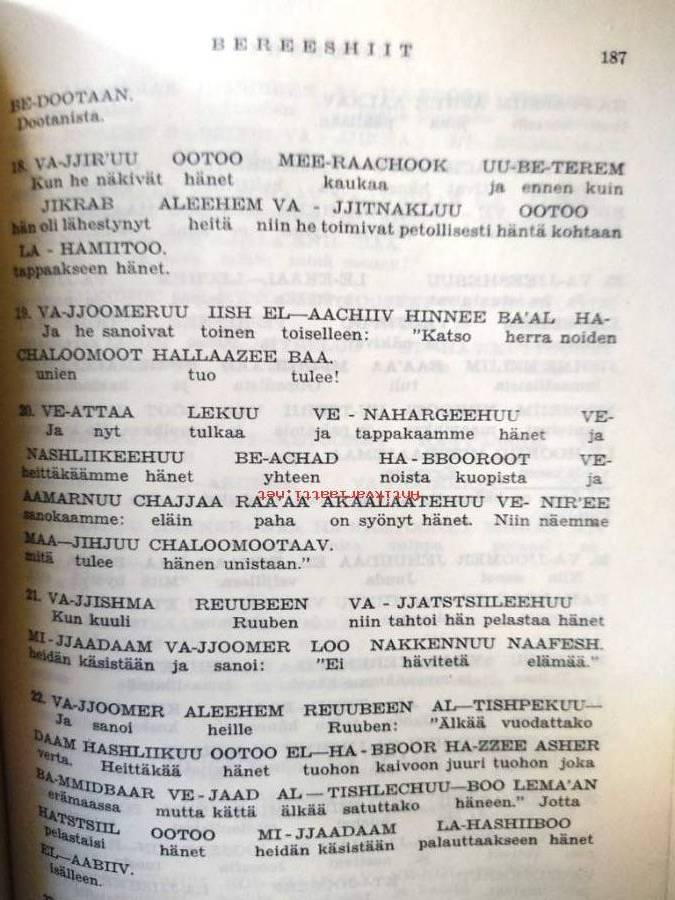 BEREESHIIT
187
BE-DOOTAAN.
Dootanista.
18. VA-JJIR'UU OOTOO MEE-RAACHOOK UU-BE-TEREM
Kun he näkivät hänet kaukaa ja ennen kuin
JIKRAB ALEEHEM VA - JJITNAKLUU OOTOO
hän oli lähestynyt heitä niin he toimivat petollisesti häntä kohtaan
LA - HAMIITOO.
tappaakseen hänet.
19. VA-JJOOMERUU IISH EL—AACHIIV HINNEE BA'AL HA-
Ja he sanoivat toinen toiselleen: "Katso herra noiden
CHALOOMOOT HALLAAZEE BAA.
unien tuo tulee!
20. VE-ATTAA LEKUU VE - NAHARGEEHUU VE-
Ja nyt tulkaa ja tappakaamme hänet ja
NASHLIIKEEHUU BE-ACHAD HA-BBOOROOT VE-
heittäkäämme hänet yhteen noista kuopista ja
AAMARNUU CHAJJAA RAA'AA AKAALAATEHUU VE- NIR'EE
sanokaamme: eläin paha on syönyt hänet. Niin näemme
MAA—JIHJUU CHALOOMOOTAAV.
mitä tulee hänen unistaan."
Antikvariaatti.net
21. VA-JJISHMA REUUBEEN VA - JJATSTSIILEEHUU
Kun kuuli Ruuben niin tahtoi hän pelastaa hänet
MI-JJAADAAM VA-JJOOMER LOO NAKKENNUU NAAFESH.
heidän käsistään ja sanoi: "Ei hävitetä elämää."
22. VA-JJOOMER ALEEHEM REUUBEEN AL—TISHPEKUU—
Ja sanoi heille Ruuben: "Älkää vuodattako
DAAM HASHLIIKUU OOTOO EL—HA-BBOOR HA-ZZEE ASHER
verta. Heittäkää hänet tuohon kaivoon juuri tuohon joka
BA-MMIDBAAR VE-JAAD AL — TISHLECHUU—BOO LEMA'AN
erämaassa mutta kättä älkää satuttako häneen." Jotta
HATSTSIIL OOTOO MI-JJAADAAM LA-HASHIIBOO
pelastaisi hänet heidän käsistään palauttaakseen hänet
EL—AABIIV.
isälleen.